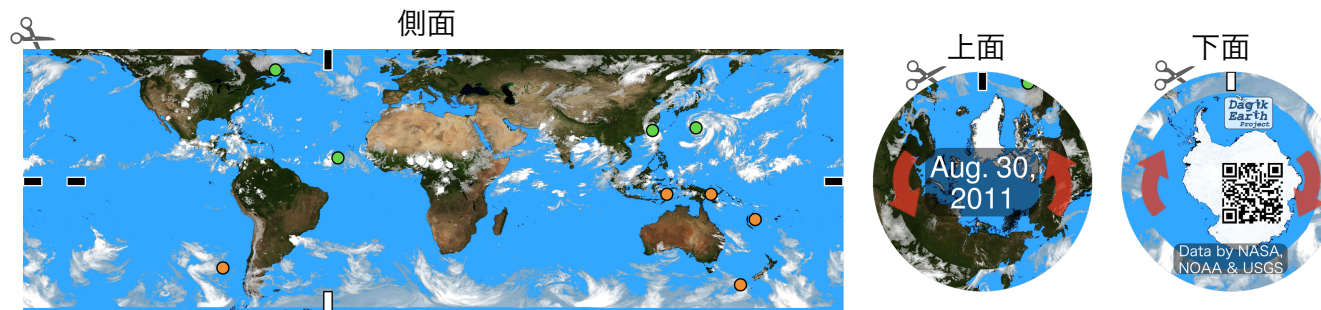 側面
上面
下面
Aug. 30,
2011
Dagik
Earth
Project
Data by NASA,
NOAA & USGS